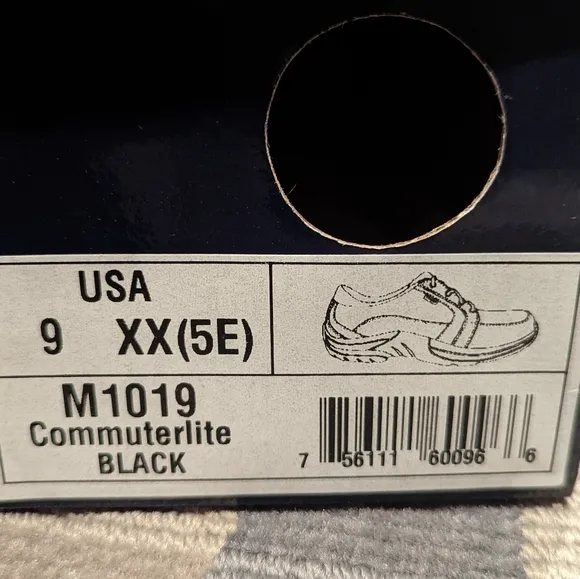 USA
9 XX(5E)
M1019
Commuterlite
BLACK
7 56111 60096 6